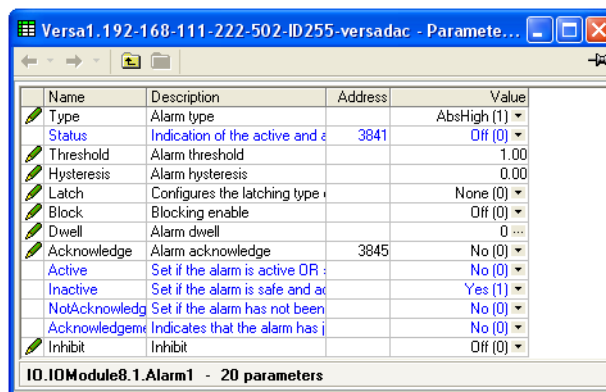 Versa1.192-168-111-222-502-ID255-versadac - Paramete...
Name Description Address Value
Type Alarm type AbsHigh (1)
Status Indication of the active and a 3841 Off (0)
Threshold Alarm threshold 1.00
Hysteresis Alarm hysteresis 0.00
Latch Configures the latching type None (0)
Block Blocking enable Off (0)
Dwell Alarm dwell 0 ...
Acknowledge Alarm acknowledge 3845 No (0)
Active Set if the alarm is active OR No (0)
Inactive Set if the alarm is safe and ac Yes (1)
NotAcknowledg Set if the alarm has not been No (0)
Acknowledgeme Indicates that the alarm has j No (0)
Inhibit Inhibit Off (0)
IO.IOModule8.1.Alarm1 - 20 parameters